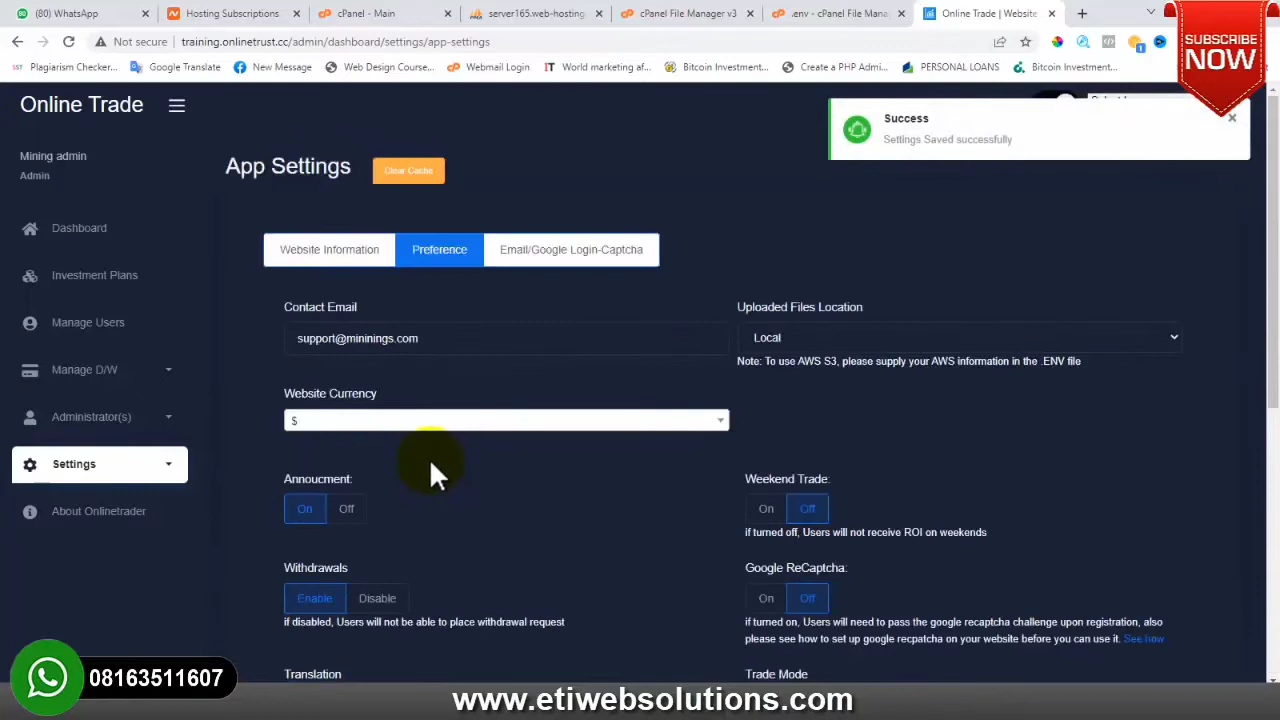 WhatsApp
Hosting Subscriptions
cPanel - Main
server165.web-hosting
cPanel File Manager v3
.env - cPanel File Mana
Online Trade | Website
SUBSCRIBE
NOW
Not secure
training.onlinetrust.cc/admin/dashboard/settings/app-settings
Plagiarism Checker...
Google Translate
New Message
Web Design Course...
Webmail Login
World marketing af...
Bitcoin Investment...
Create a PHP Admi...
PERSONAL LOANS
Bitcoin Investment...
Online Trade
Success
Settings Saved successfully
Mining admin
Admin
App Settings
Clear Cache
Dashboard
Investment Plans
Manage Users
Manage D/W
Administrator(s)
Settings
About Onlinetrader
Website Information
Preference
Email/Google Login-Captcha
Contact Email
support@mininings.com
Uploaded Files Location
Local
Note: To use AWS S3, please supply your AWS information in the .ENV file
Website Currency
$
Annoucment:
On Off
Weekend Trade:
On Off
if turned off, Users will not receive ROI on weekends
Withdrawals
Enable Disable
if disabled, Users will not be able to place withdrawal request
Google ReCaptcha:
On Off
if turned on, Users will need to pass the google recaptcha challenge upon registration, also
please see how to set up google recpatcha on your website before you can use it. See how
Translation
Trade Mode
08163511607
www.etiwebsolutions.com